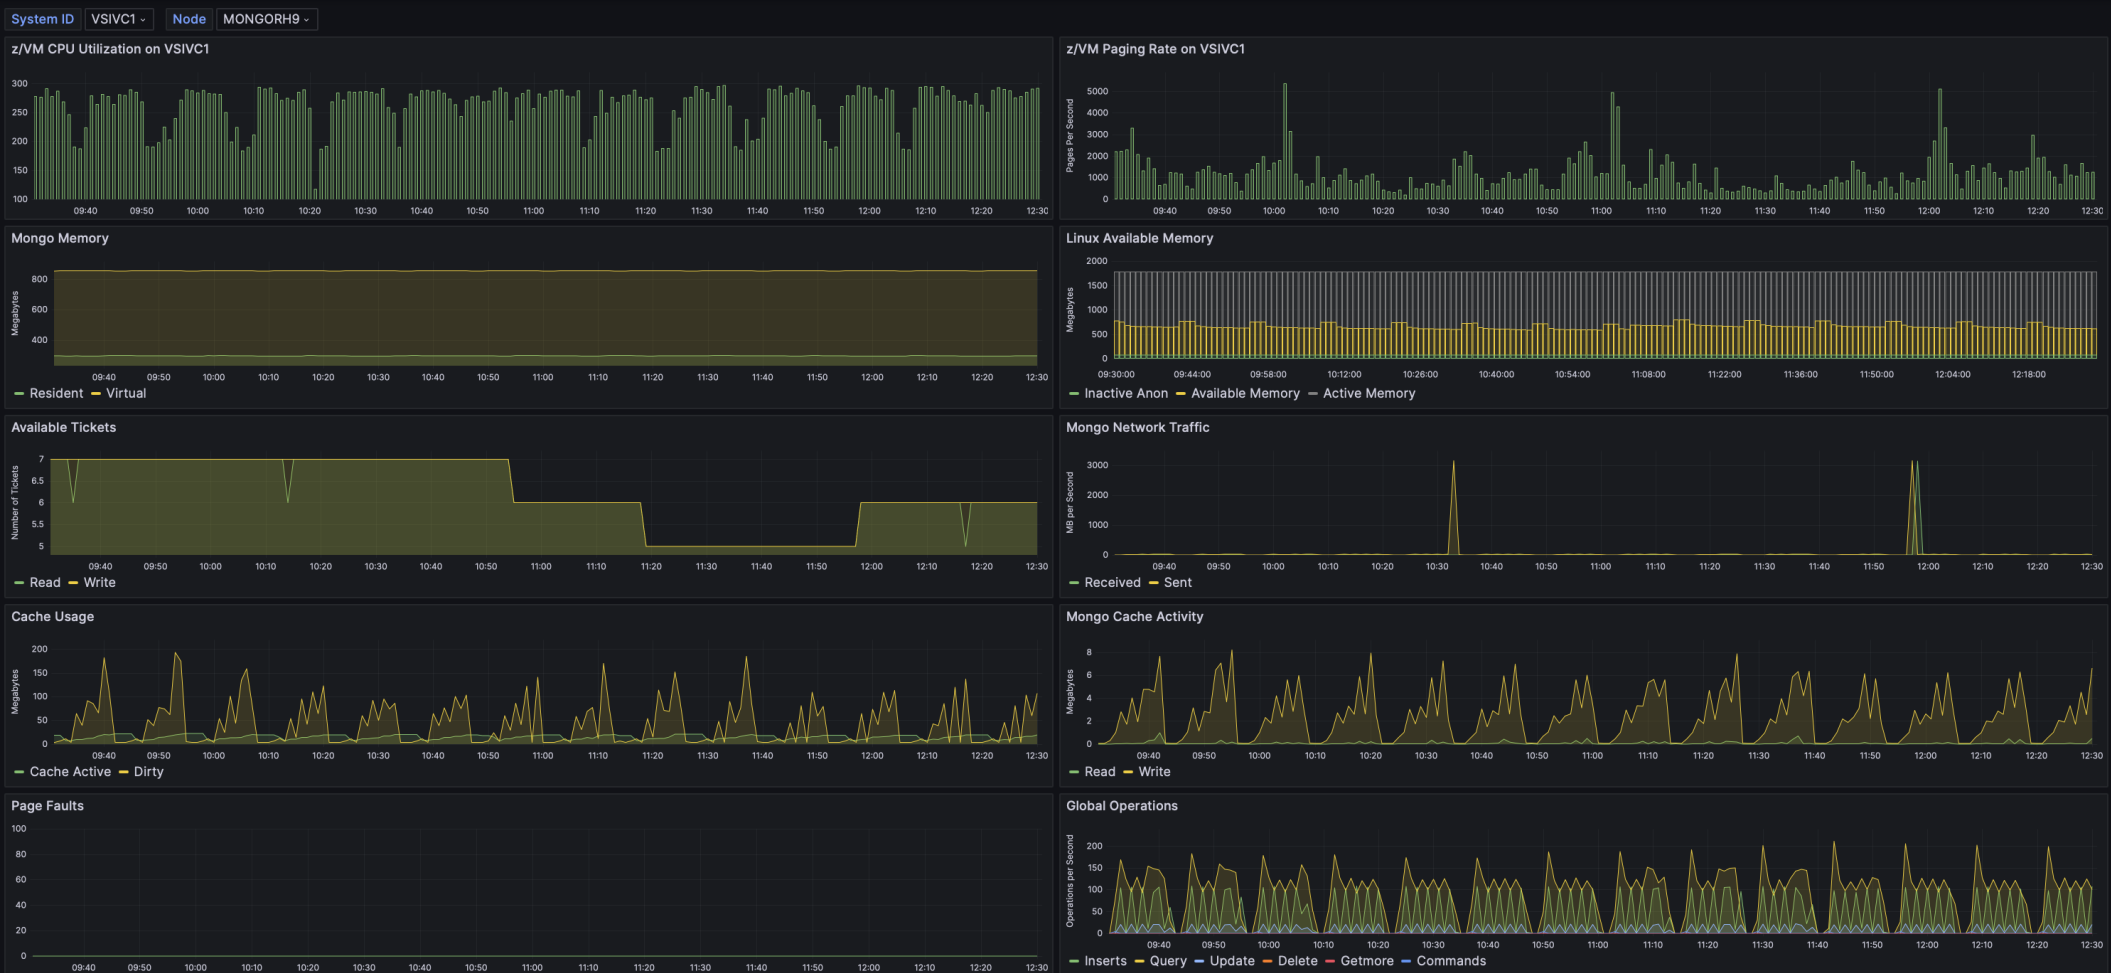 System ID VSIVC1 Node MONGORH9
z/VM CPU Utilization on VSIVC1
300
250
200
150
100
09:40 09:50 10:00 10:10 10:20 10:30 10:40 10:50 11:00 11:10 11:20 11:30 11:40 11:50 12:00 12:10 12:20 12:30
z/VM Paging Rate on VSIVC1
Pages Per Second
5000
4000
3000
2000
1000
0
09:40 09:50 10:00 10:10 10:20 10:30 10:40 10:50 11:00 11:10 11:20 11:30 11:40 11:50 12:00 12:10 12:20 12:30
Mongo Memory
Megabytes
800
600
400
09:40 09:50 10:00 10:10 10:20 10:30 10:40 10:50 11:00 11:10 11:20 11:30 11:40 11:50 12:00 12:10 12:20 12:30
Resident Virtual
Linux Available Memory
Megabytes
2000
1500
1000
500
0
09:30:00 09:44:00 09:58:00 10:12:00 10:26:00 10:40:00 10:54:00 11:08:00 11:22:00 11:36:00 11:50:00 12:04:00 12:18:00
Inactive Anon Available Memory Active Memory
Available Tickets
Number of Tickets
7
6.5
6
5.5
5
09:40 09:50 10:00 10:10 10:20 10:30 10:40 10:50 11:00 11:10 11:20 11:30 11:40 11:50 12:00 12:10 12:20 12:30
Read Write
Mongo Network Traffic
MB per Second
3000
2000
1000
0
09:40 09:50 10:00 10:10 10:20 10:30 10:40 10:50 11:00 11:10 11:20 11:30 11:40 11:50 12:00 12:10 12:20 12:30
Received Sent
Cache Usage
Megabytes
200
150
100
50
0
09:40 09:50 10:00 10:10 10:20 10:30 10:40 10:50 11:00 11:10 11:20 11:30 11:40 11:50 12:00 12:10 12:20 12:30
Cache Active Dirty
Mongo Cache Activity
Megabytes
8
6
4
2
0
09:40 09:50 10:00 10:10 10:20 10:30 10:40 10:50 11:00 11:10 11:20 11:30 11:40 11:50 12:00 12:10 12:20 12:30
Read Write
Page Faults
100
80
60
40
20
0
09:40 09:50 10:00 10:10 10:20 10:30 10:40 10:50 11:00 11:10 11:20 11:30 11:40 11:50 12:00 12:10 12:20 12:30
Global Operations
Operations per Second
200
150
100
50
0
09:40 09:50 10:00 10:10 10:20 10:30 10:40 10:50 11:00 11:10 11:20 11:30 11:40 11:50 12:00 12:10 12:20 12:30
Inserts Query Update Delete Getmore Commands